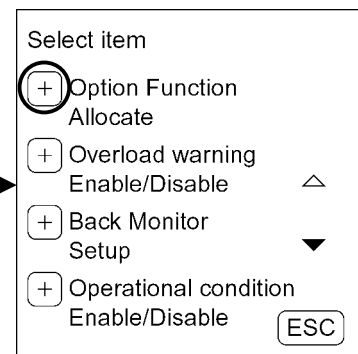 Select item
+ Option Function
Allocate
+ Overload warning
Enable/Disable
+ Back Monitor
Setup
+ Operational condition
Enable/Disable
ESC